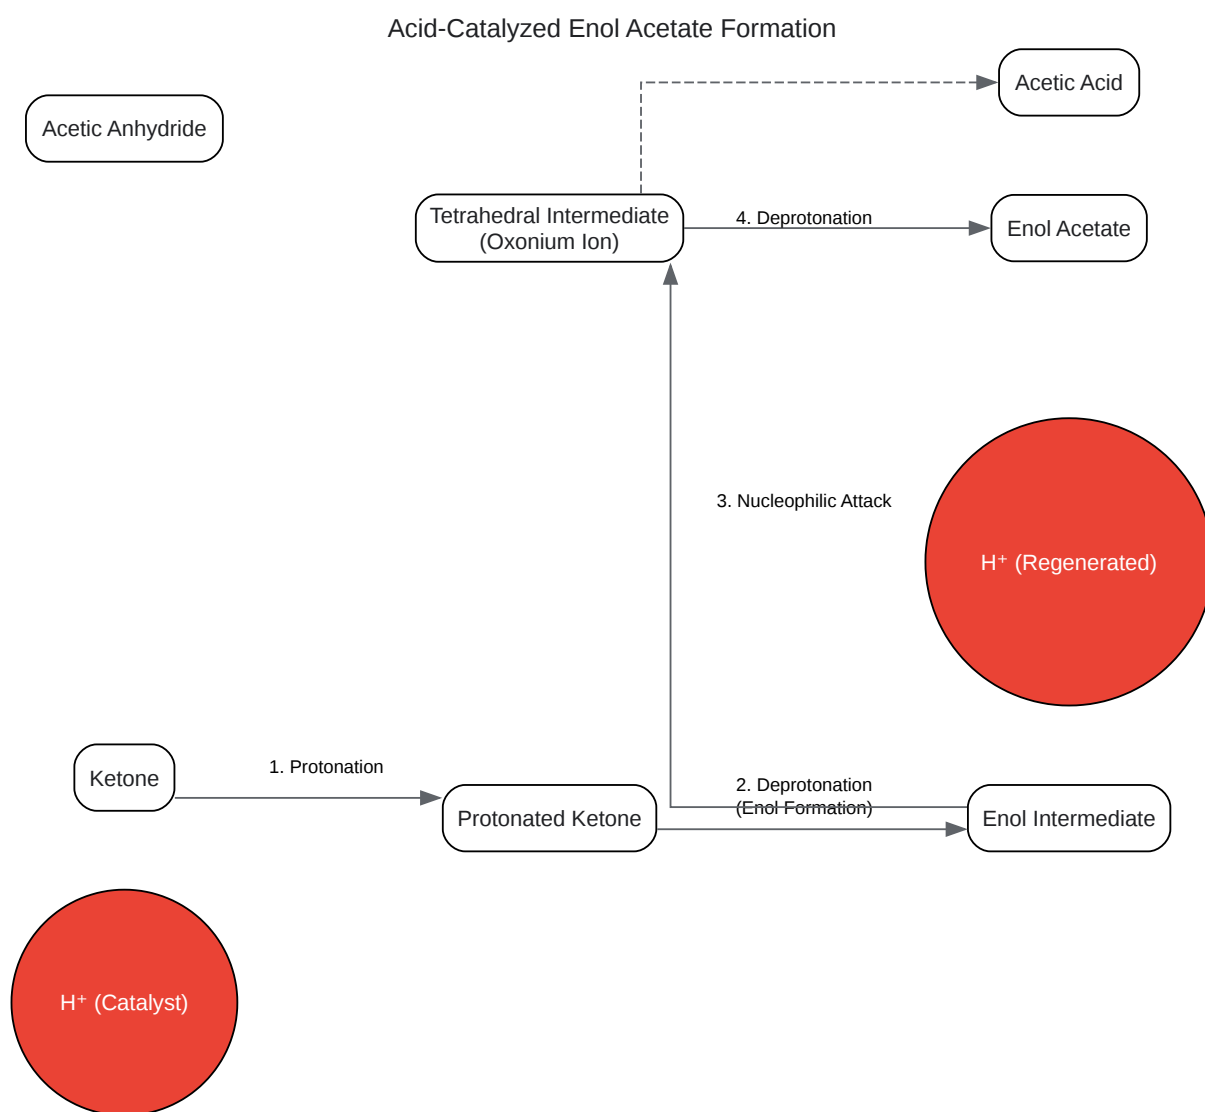 Acid-Catalyzed Enol Acetate Formation
Acetic Acid
Acetic Anhydride
Tetrahedral Intermediate
(Oxonium Ion)
4. Deprotonation
Enol Acetate
3. Nucleophilic Attack
H⁺ (Regenerated)
Ketone
1. Protonation
2. Deprotonation
(Enol Formation)
Protonated Ketone
Enol Intermediate
H⁺ (Catalyst)